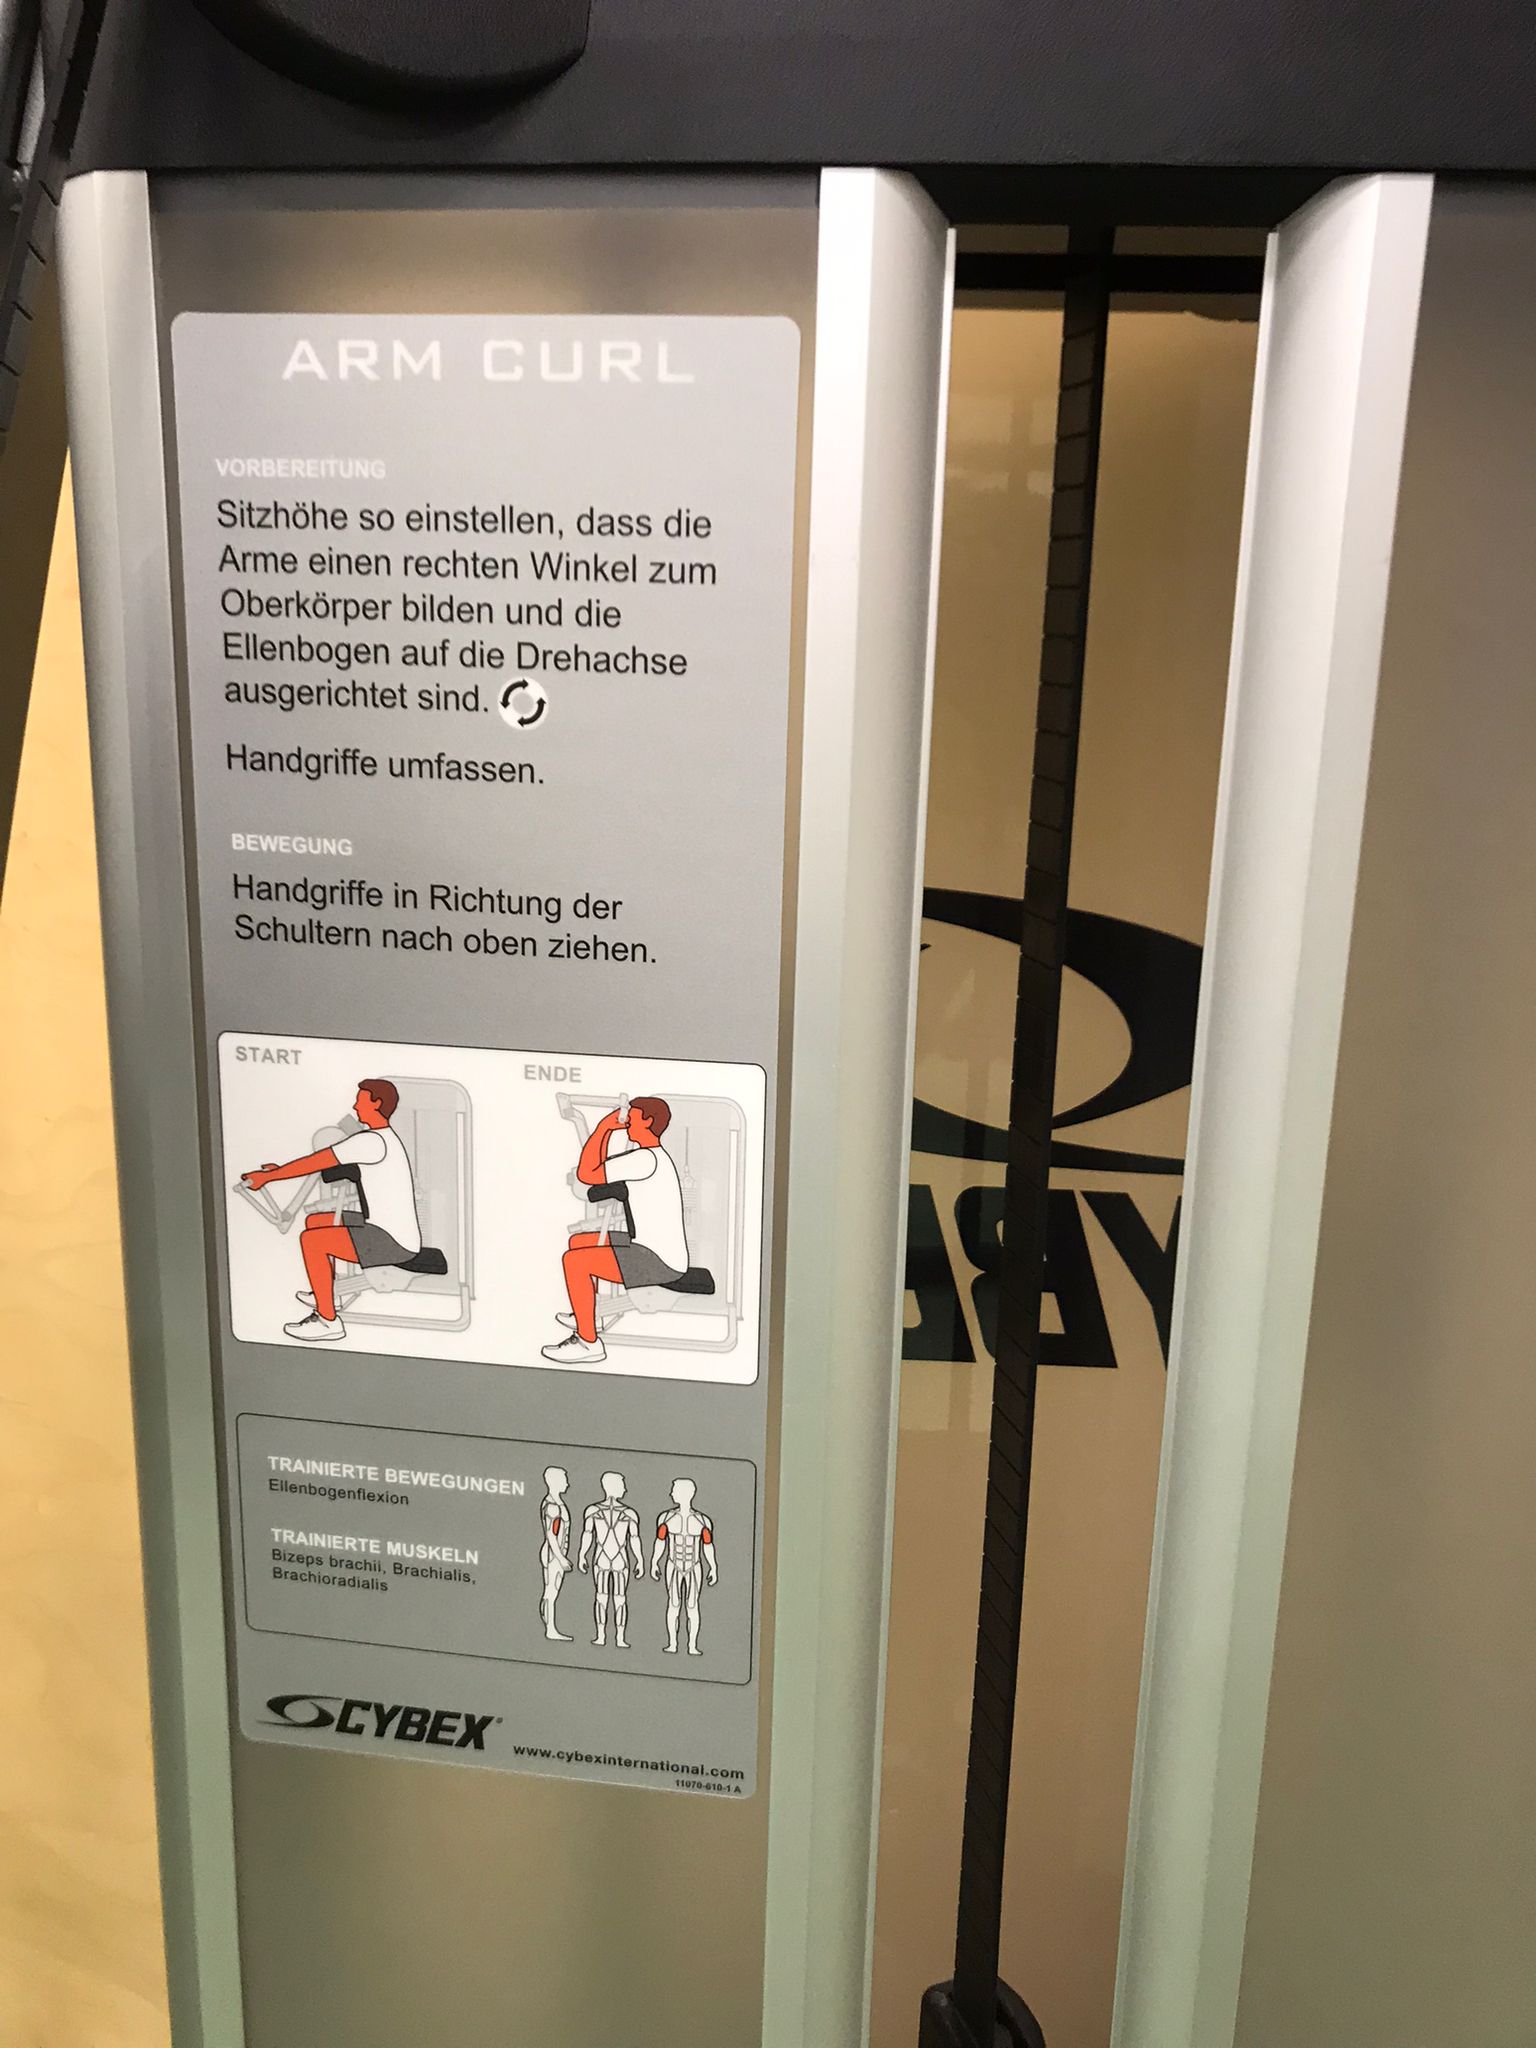 ARM CURL
VORBEREITUNG
Sitzhöhe so einstellen, dass die
Arme einen rechten Winkel zum
Oberkörper bilden und die
Ellenbogen auf die Drehachse
ausgerichtet sind.
Handgriffe umfassen.
BEWEGUNG
Handgriffe in Richtung der
Schultern nach oben ziehen.
START
ENDE
TRAINIERTE BEWEGUNGEN
Ellenbogenflexion
TRAINIERTE MUSKELN
Bizeps brachii, Brachialis,
Brachioradialis
CYBEX
www.cybexinternational.com
11070-610-1 A